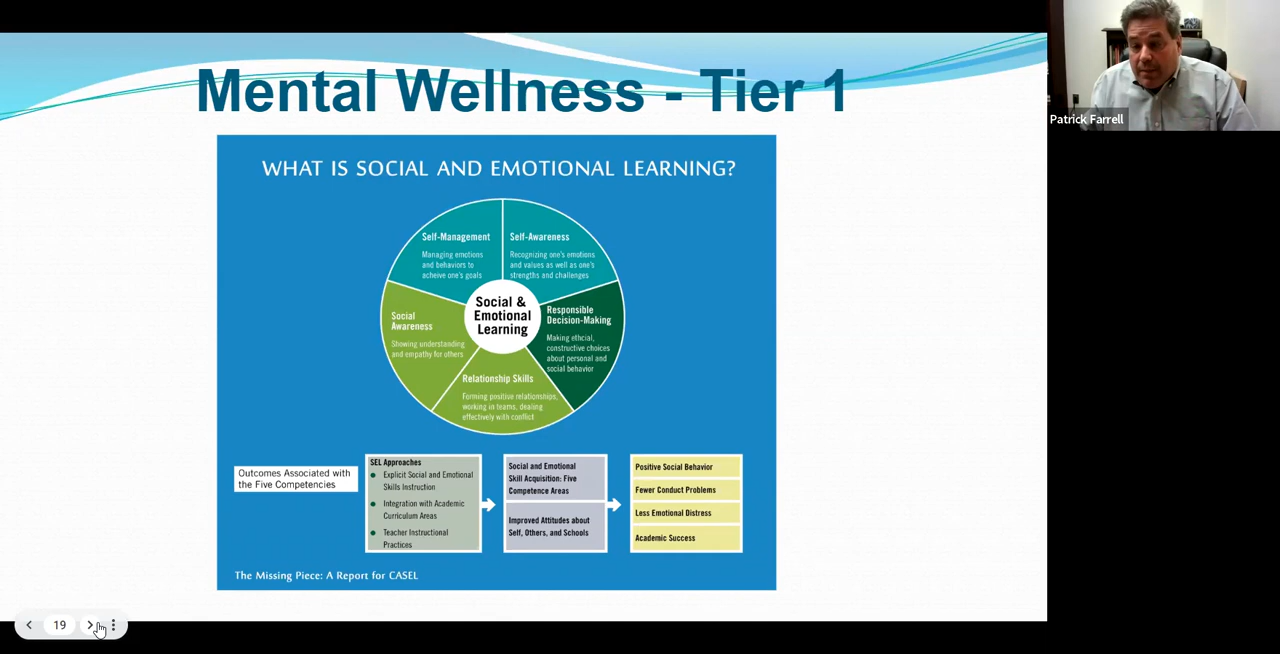 Mental Wellness - Tier 1
Patrick Farrell
WHAT IS SOCIAL AND EMOTIONAL LEARNING?
Self-Management
Managing emotions
and behaviors to
acheive one's goals
Self-Awareness
Recognizing one's emotions
and values as well as one's
strengths and challenges
Social
Awareness
Showing understanding
and empathy for others
Social &
Emotional
Learning
Responsible
Decision-Making
Making ethcial,
constructive choices
about personal and
social behavior
Relationship Skills
Forming positive relationships,
working in teams, dealing
effectively with conflict
Outcomes Associated with
the Five Competencies
SEL Approaches
Explicit Social and Emotional
Skills Instruction
Integration with Academic
Curriculum Areas
Teacher Instructional
Practices
Social and Emotional
Skill Acquisition: Five
Competence Areas
Improved Attitudes about
Self, Others, and Schools
Positive Social Behavior
Fewer Conduct Problems
Less Emotional Distress
Academic Success
The Missing Piece: A Report for CASEL
19